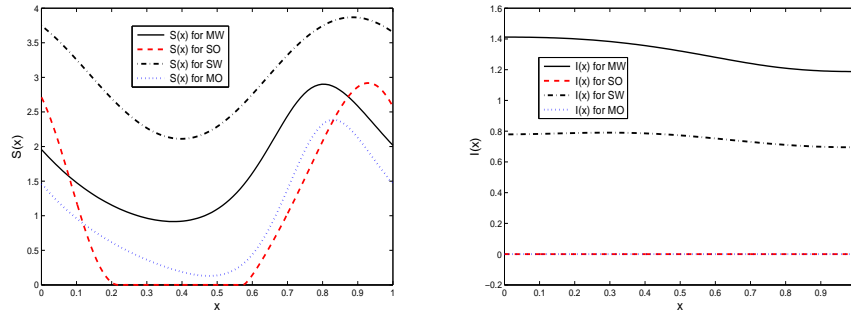 4
3.5
3
2.5
2
1.5
1
0.5
0
S(x)
S(x) for MW
S(x) for SO
S(x) for SW
S(x) for MO
0 0.1 0.2 0.3 0.4 0.5 0.6 0.7 0.8 0.9 1
x
1.6
1.4
1.2
1
0.8
0.6
0.4
0.2
0
-0.2
I(x)
I(x) for MW
I(x) for SO
I(x) for SW
I(x) for MO
0 0.1 0.2 0.3 0.4 0.5 0.6 0.7 0.8 0.9
x